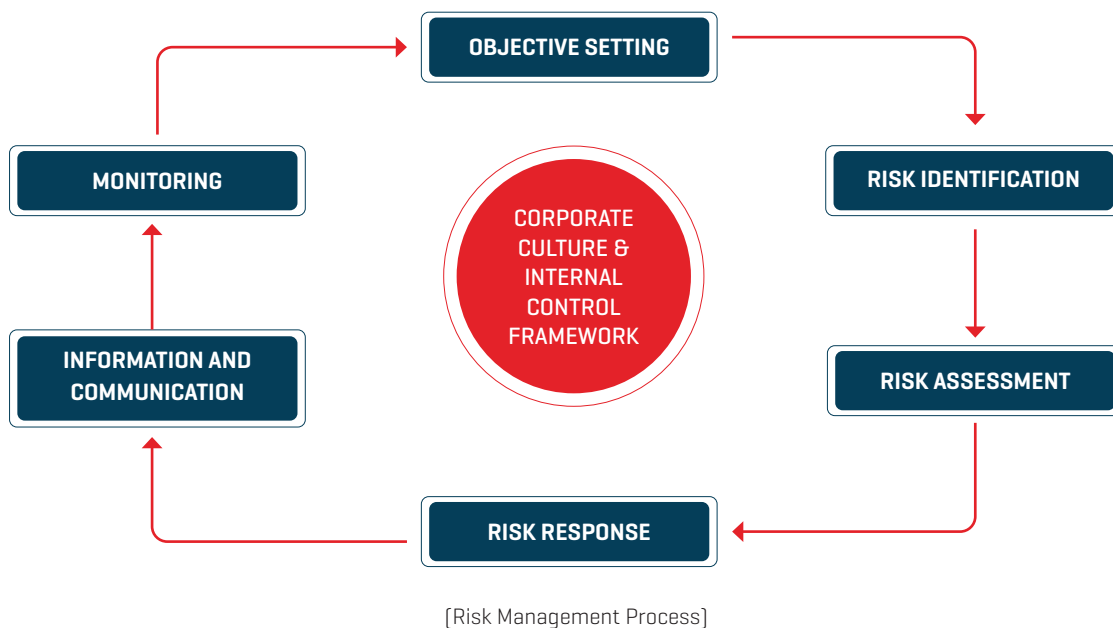 OBJECTIVE SETTING
RISK IDENTIFICATION
RISK ASSESSMENT
RISK RESPONSE
INFORMATION AND
COMMUNICATION
MONITORING
CORPORATE
CULTURE &
INTERNAL
CONTROL
FRAMEWORK
[Risk Management Process]